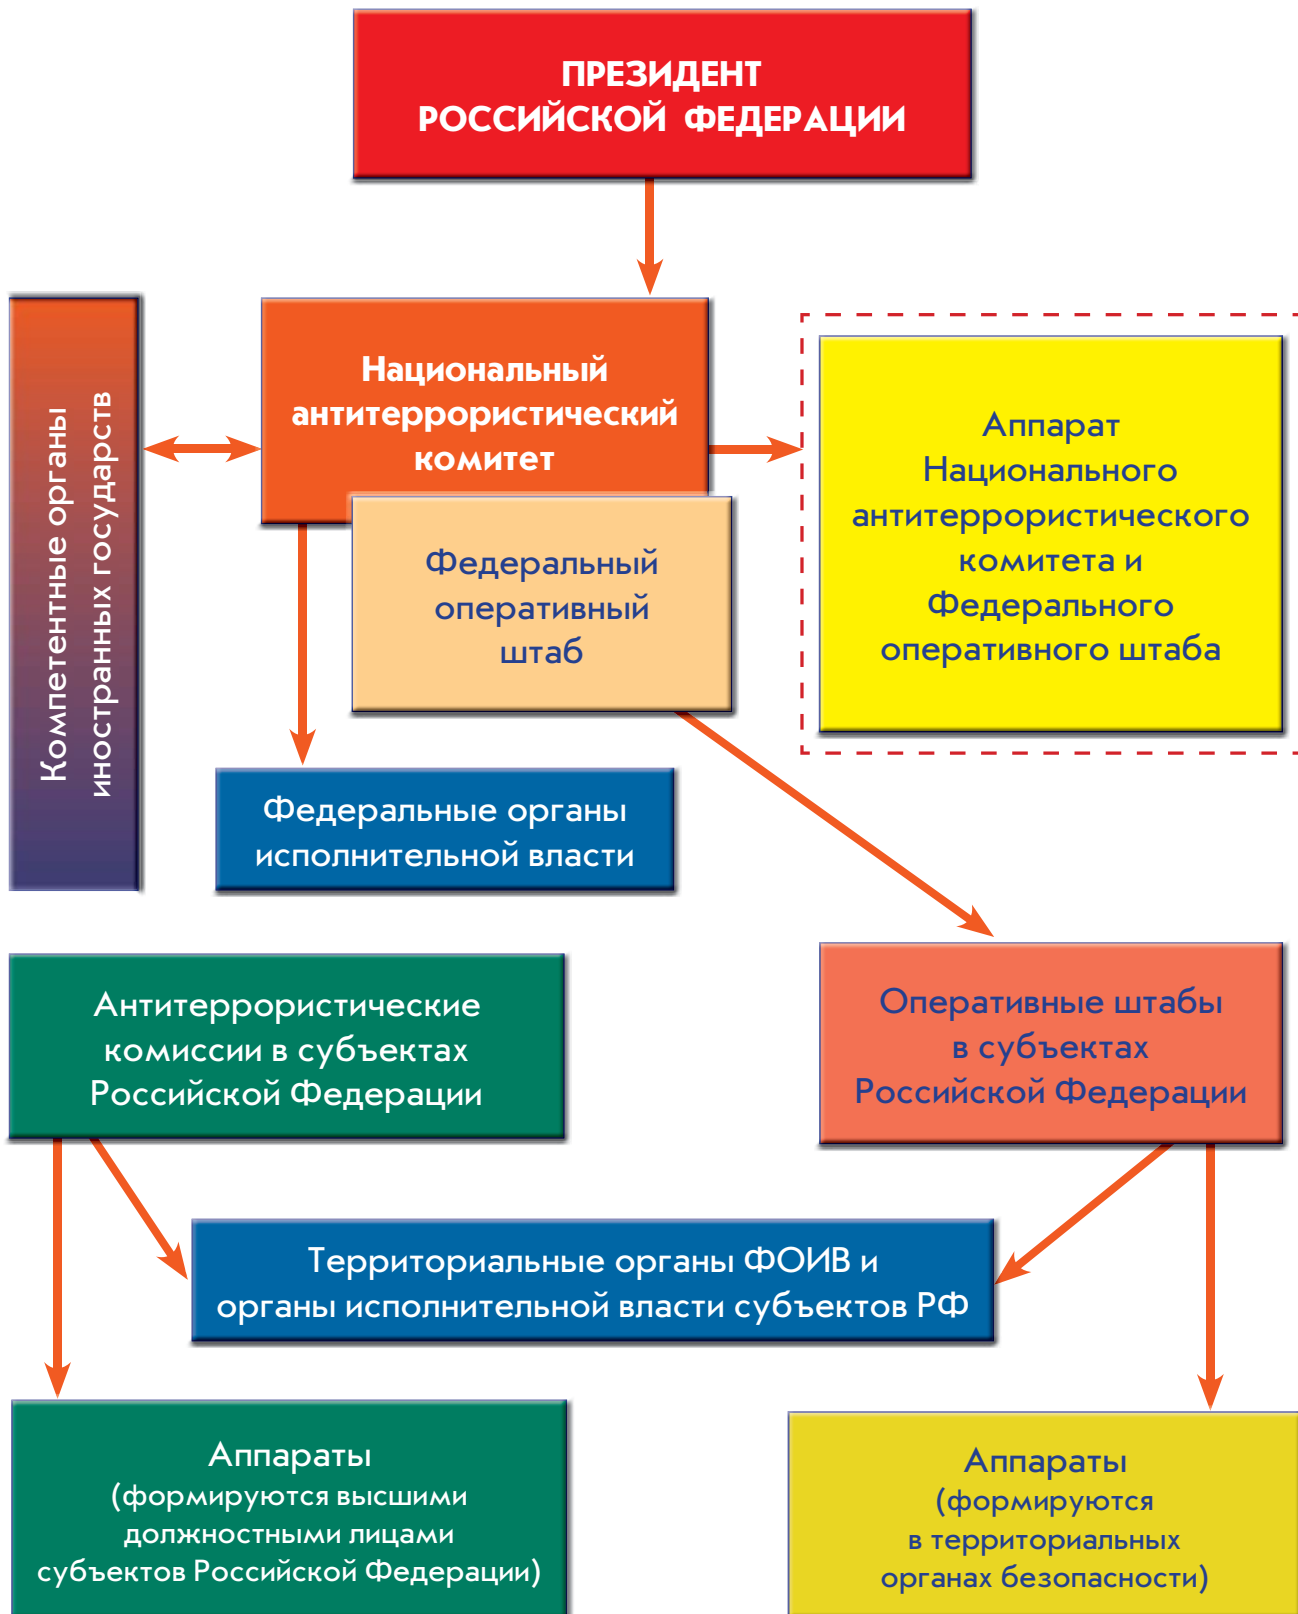 ПРЕЗИДЕНТ
РОССИЙСКОЙ ФЕДЕРАЦИИ
Компетентные органы
иностранных государств
Национальный
антитеррористический
комитет
Федеральный
оперативный
штаб
Аппарат
Национального
антитеррористического
комитета и
Федерального
оперативного штаба
Федеральные органы
исполнительной власти
Антитеррористические
комиссии в субъектах
Российской Федерации
Оперативные штабы
в субъектах
Российской Федерации
Территориальные органы ФОИВ и
органы исполнительной власти субъектов РФ
Аппараты
(формируются высшими
должностными лицами
субъектов Российской Федерации)
Аппараты
(формируются
в территориальных
органах безопасности)